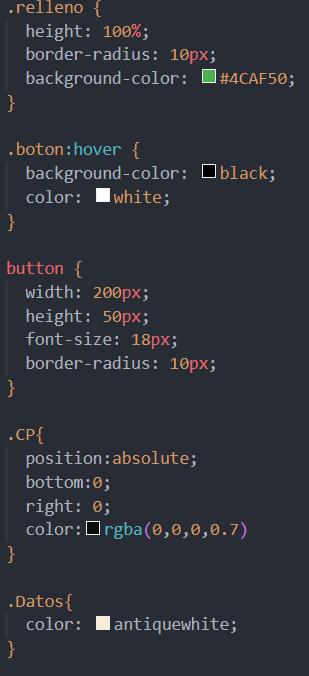 .relleno {
height: 100%;
border-radius: 10px;
background-color: #4CAF50;
}
.boton:hover {
background-color: black;
color: white;
}
button {
width: 200px;
height: 50px;
font-size: 18px;
border-radius: 10px;
}
.CP{
position:absolute;
bottom:0;
right: 0;
color:rgba(0,0,0,0.7)
}
.Datos{
color: antiquewhite;
}